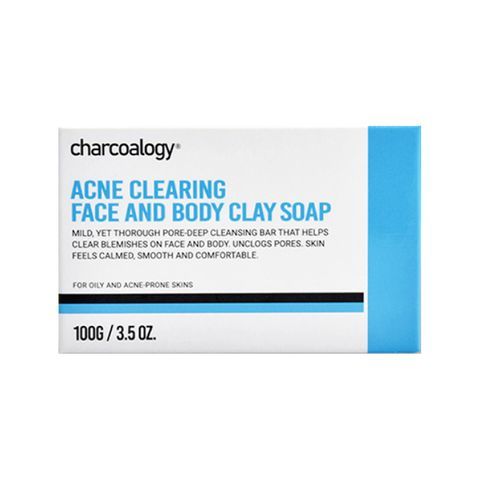 charcoalogy®
ACNE CLEARING
FACE AND BODY CLAY SOAP
MILD, YET THOROUGH PORE-DEEP CLEANSING BAR THAT HELPS
CLEAR BLEMISHES ON FACE AND BODY. UNCLOGS PORES. SKIN
FEELS CALMED, SMOOTH AND COMFORTABLE.
FOR OILY AND ACNE-PRONE SKINS
100G / 3.5 OZ.